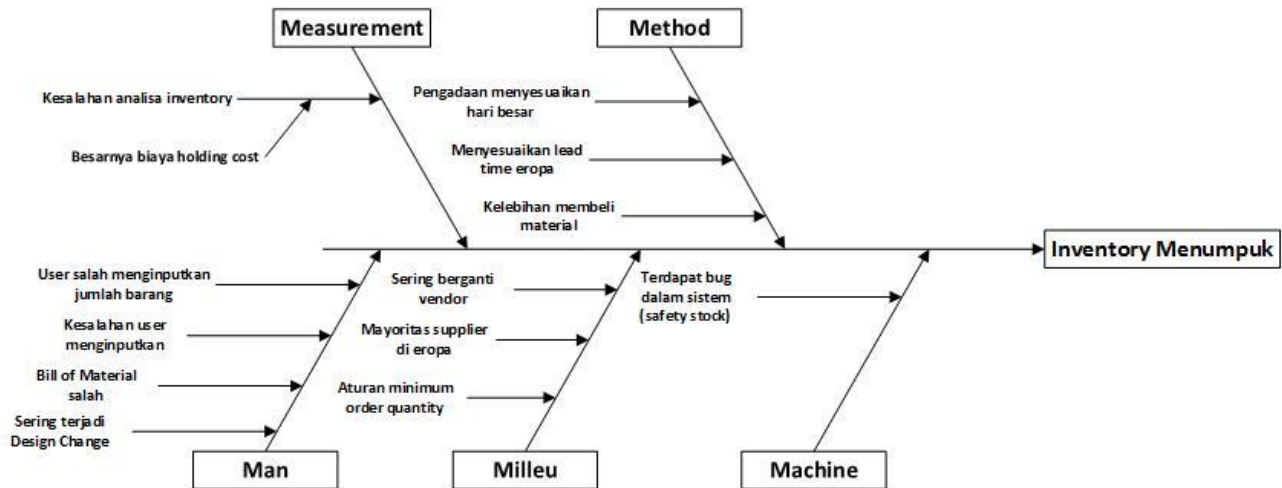 Measurement
Method
Kesalahan analisa inventory
Besarnya biaya holding cost
Pengadaan menyesuaikan
hari besar
Menyesuaikan lead
time eropa
Kelebihan membeli
material
Inventory Menumpuk
User salah menginputkan
jumlah barang
Kesalahan user
menginputkan
Bill of Material
salah
Sering terjadi
Design Change
Sering berganti
vendor
Mayoritas supplier
di eropa
Aturan minimum
order quantity
Terdapat bug
dalam sistem
(safety stock)
Man
Milleu
Machine